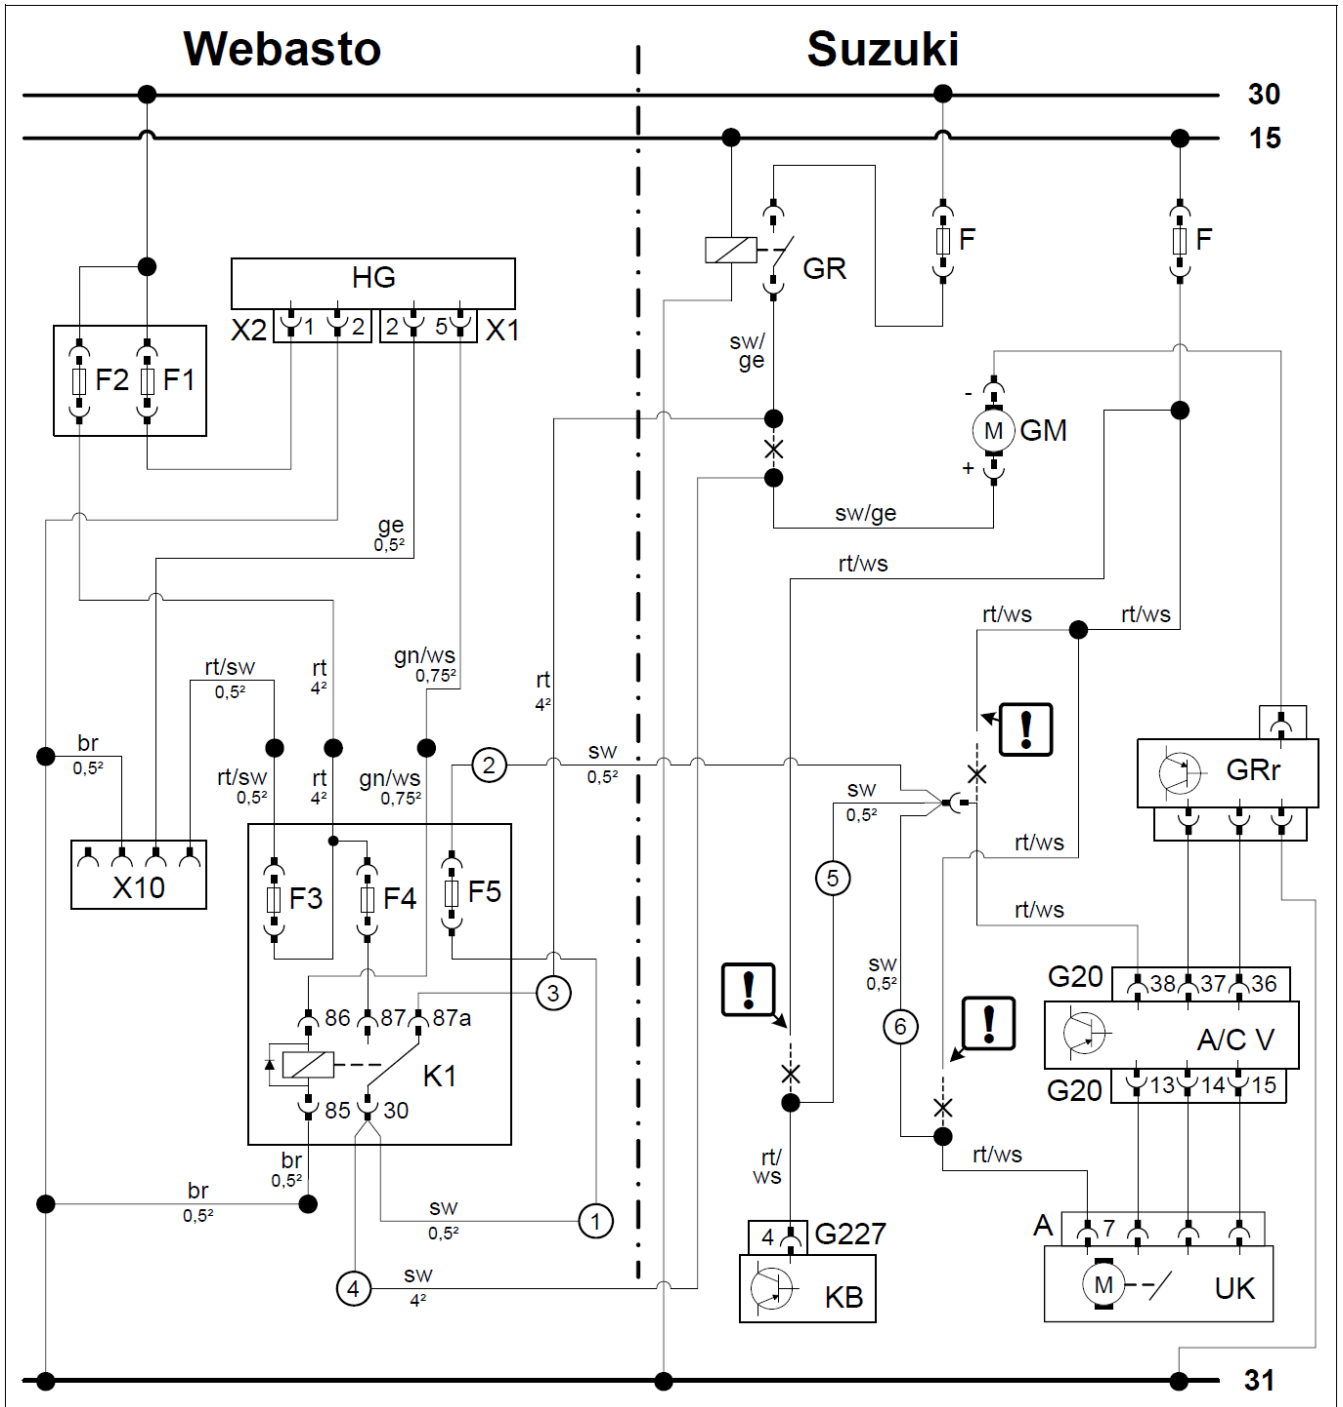 Webasto
Suzuki
30
15
HG
X2 1 2 2 5 X1
GR
F
F
F2 F1
sw/
ge
-
M GM
+
sw/ge
ge
0,5²
rt/ws
rt/ws
rt/ws
rt/sw
0,5²
rt
4²
gn/ws
0,75²
rt
4²
!
br
0,5²
rt/sw
0,5²
rt
4²
gn/ws
0,75²
2
sw
0,5²
sw
0,5²
GRr
rt/ws
X10
F3 F4 F5
5
rt/ws
sw
0,5²
!
G20 38 37 36
3
86 87 87a
6
!
A/C V
K1
G20 13 14 15
85 30
br
0,5²
rt/
ws
rt/ws
br
0,5²
sw
0,5²
1
A 7
4 G227
4
sw
4²
KB
M
UK
31